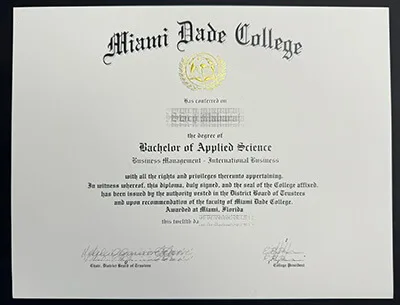 Miami Dade College
Has conferred on
the degree of
Bachelor of Applied Science
Business Management - International Business
with all the rights and privileges thereunto appertaining.
In witness whereof, this diploma, duly signed, and the seal of the College affixed,
has been issued by the authority vested in the District Board of Trustees
and upon recommendation of the faculty of Miami Dade College.
Awarded at Miami, Florida
this twelfth da
Chair, District Board of Trustees
College President